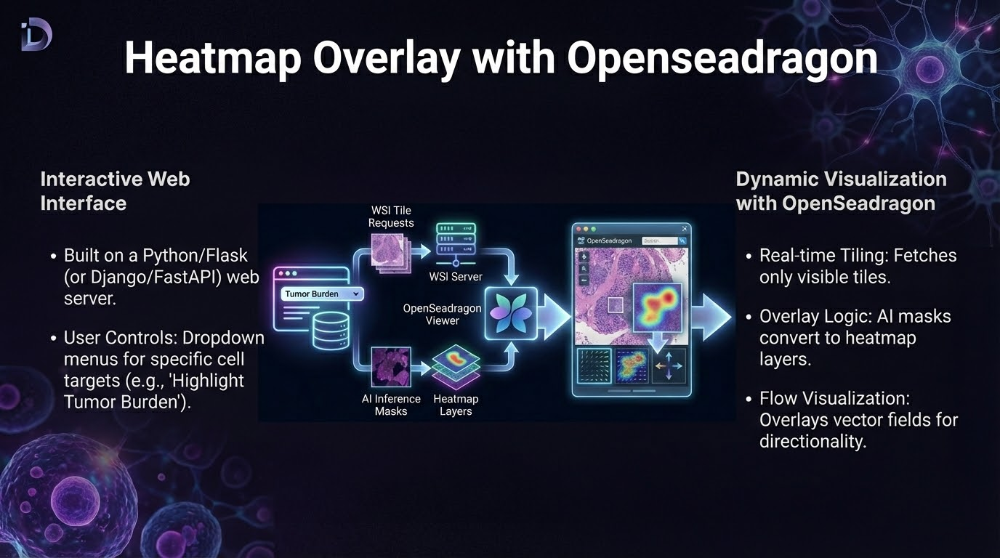 Heatmap Overlay with Openseadragon
Interactive Web
Interface
• Built on a Python/Flask
(or Django/FastAPI) web
server.
• User Controls: Dropdown
menus for specific cell
targets (e.g., 'Highlight
Tumor Burden').
WSI Tile
Requests
WSI Server
Tumor Burden
OpenSeadragon
Viewer
AI Inference
Masks
Heatmap
Layers
OpenSeadragon
Dynamic Visualization
with OpenSeadragon
• Real-time Tiling: Fetches
only visible tiles.
• Overlay Logic: AI masks
convert to heatmap
layers.
• Flow Visualization:
Overlays vector fields for
directionality.